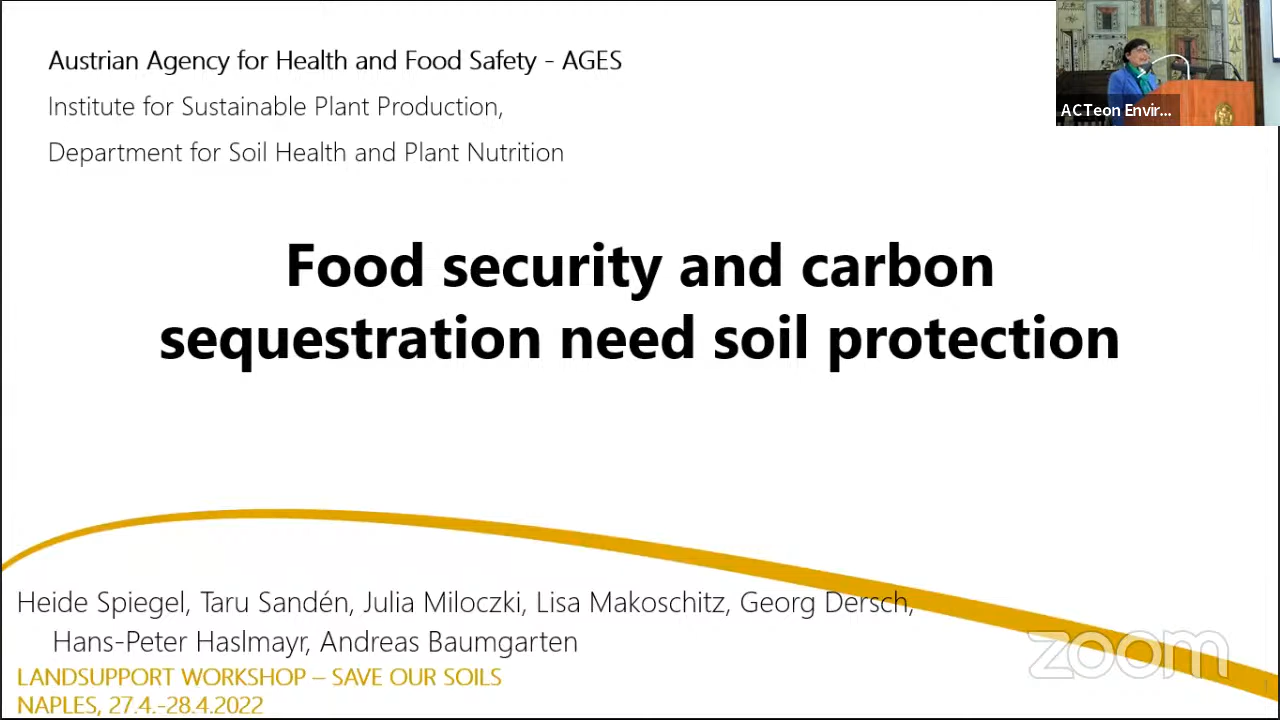 Austrian Agency for Health and Food Safety - AGES
Institute for Sustainable Plant Production,
Department for Soil Health and Plant Nutrition
ACTeon Envir...
Food security and carbon
sequestration need soil protection
Heide Spiegel, Taru Sandén, Julia Miloczki, Lisa Makoschitz, Georg Dersch,
Hans-Peter Haslmayr, Andreas Baumgarten
LANDSUPPORT WORKSHOP – SAVE OUR SOILS
NAPLES, 27.4.-28.4.2022
zoom